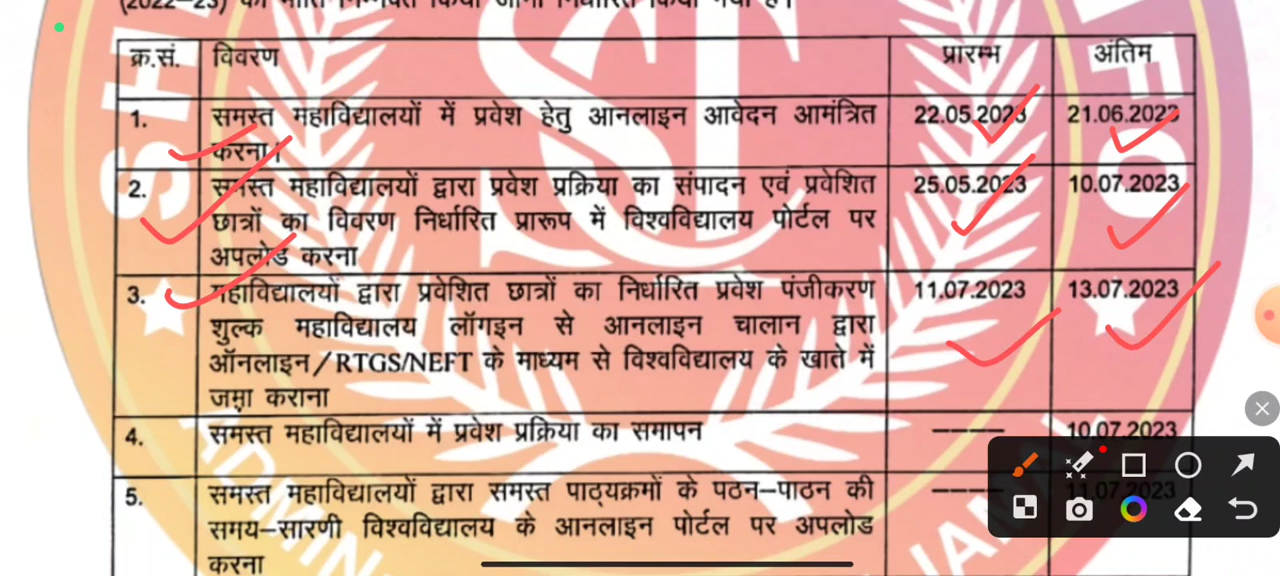 (2022–23) की भांति निम्नवत किया जाना निर्धारित किया गया है।
क्र.सं. विवरण प्रारम्भ अंतिम
1. समस्त महाविद्यालयों में प्रवेश हेतु आनलाइन आवेदन आमंत्रित 22.05.2023 21.06.2023
करना।
2. समस्त महाविद्यालयों द्वारा प्रवेश प्रक्रिया का संपादन एवं प्रवेशित 25.05.2023 10.07.2023
छात्रों का विवरण निर्धारित प्रारूप में विश्वविद्यालय पोर्टल पर
अपलोड करना
3. महाविद्यालयों द्वारा प्रवेशित छात्रों का निर्धारित प्रवेश पंजीकरण 11.07.2023 13.07.2023
शुल्क महाविद्यालय लॉगइन से आनलाइन चालान द्वारा
ऑनलाइन/RTGS/NEFT के माध्यम से विश्वविद्यालय के खाते में
जमा कराना
4. समस्त महाविद्यालयों में प्रवेश प्रक्रिया का समापन ———— 10.07.2023
5. समस्त महाविद्यालयों द्वारा समस्त पाठ्यक्रमों के पठन–पाठन की ———— 11.07.2023
समय–सारणी विश्वविद्यालय के आनलाइन पोर्टल पर अपलोड
करना